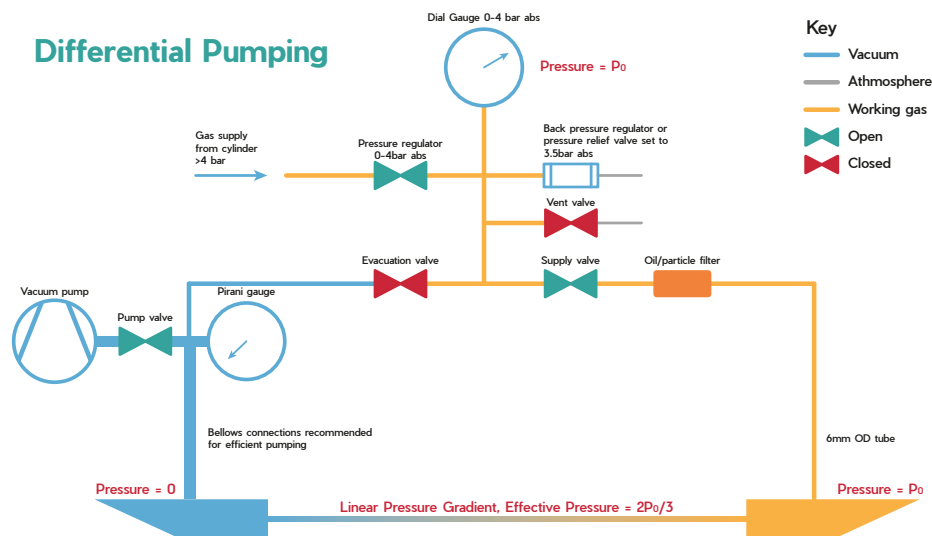 Differential Pumping
Dial Gauge 0-4 bar abs
Pressure = P0
Key
Vacuum
Athmosphere
Working gas
Open
Closed
Gas supply
from cylinder
>4 bar
Pressure regulator
0-4bar abs
Back pressure regulator or
pressure relief valve set to
3.5bar abs
Vent valve
Evacuation valve
Supply valve
Oil/particle filter
Vacuum pump
Pump valve
Pirani gauge
Bellows connections recommended
for efficient pumping
6mm OD tube
Pressure = 0
Linear Pressure Gradient, Effective Pressure = 2P0/3
Pressure = P0